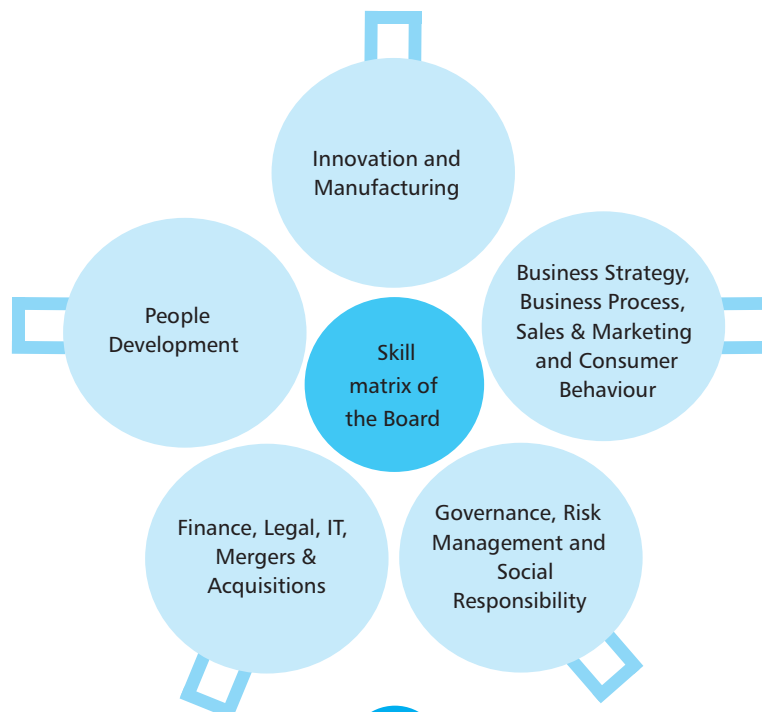 Innovation and
Manufacturing
Business Strategy,
Business Process,
Sales & Marketing
and Consumer
Behaviour
People
Development
Skill
matrix of
the Board
Governance, Risk
Management and
Social
Responsibility
Finance, Legal, IT,
Mergers &
Acquisitions